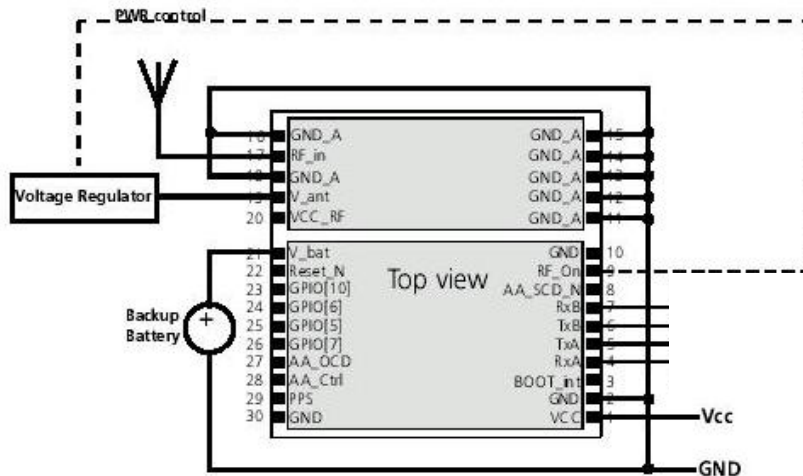 PWR control
16 GND_A GND_A 15
17 RF_in GND_A 14
18 GND_A GND_A 13
Voltage Regulator 19 V_ant GND_A 12
20 VCC_RF GND_A 11
21 V_bat GND 10
22 Reset_N Top view RF_On 9
23 GPIO[10] AA_SCD_N 8
24 GPIO[6] RxB 7
Backup
Battery
+
25 GPIO[5] TxB 6
26 GPIO[7] TxA 5
27 AA_OCD RxA 4
28 AA_Ctrl BOOT_int 3
29 PPS GND 2
30 GND VCC 1 Vcc
GND